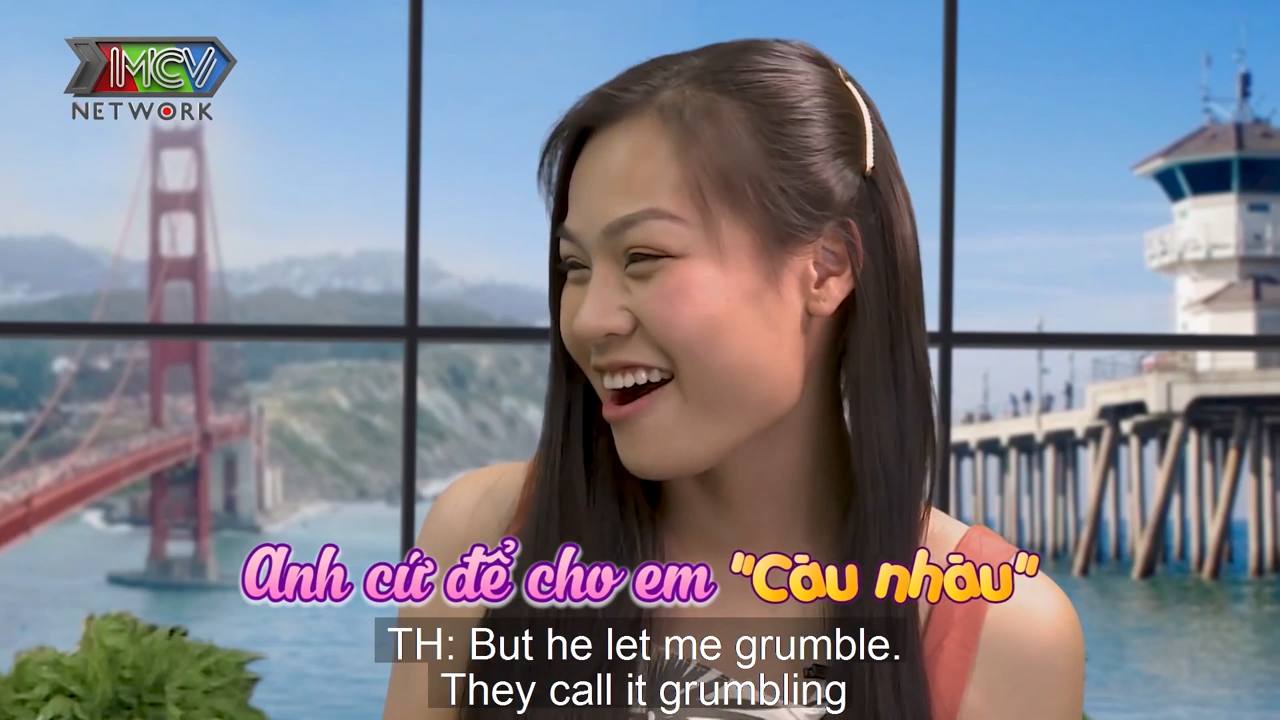 MCV
NETWORK
Anh cứ để cho em "Càu nhàu"
TH: But he let me grumble.
They call it grumbling